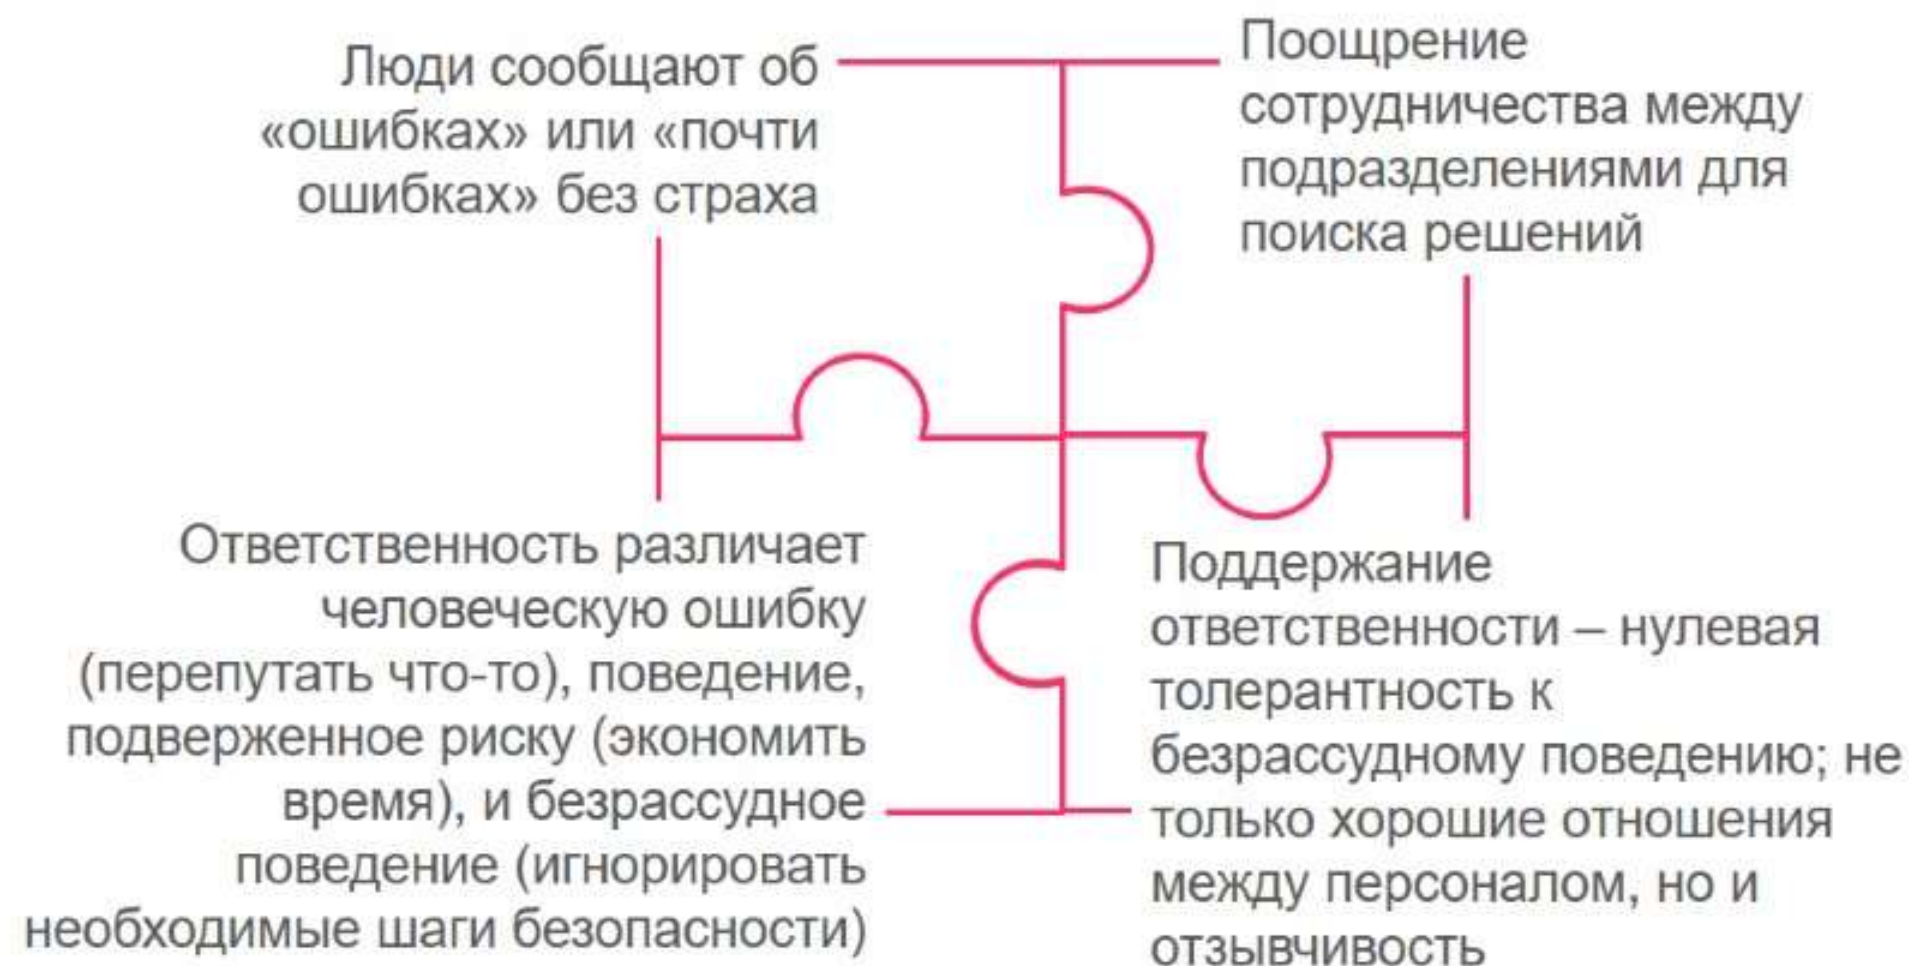 Люди сообщают об
«ошибках» или «почти
ошибках» без страха
Поощрение
сотрудничества между
подразделениями для
поиска решений
Ответственность различает
человеческую ошибку
(перепутать что-то), поведение,
подверженное риску (экономить
время), и безрассудное
поведение (игнорировать
необходимые шаги безопасности)
Поддержание
ответственности – нулевая
толерантность к
безрассудному поведению; не
только хорошие отношения
между персоналом, но и
отзывчивость